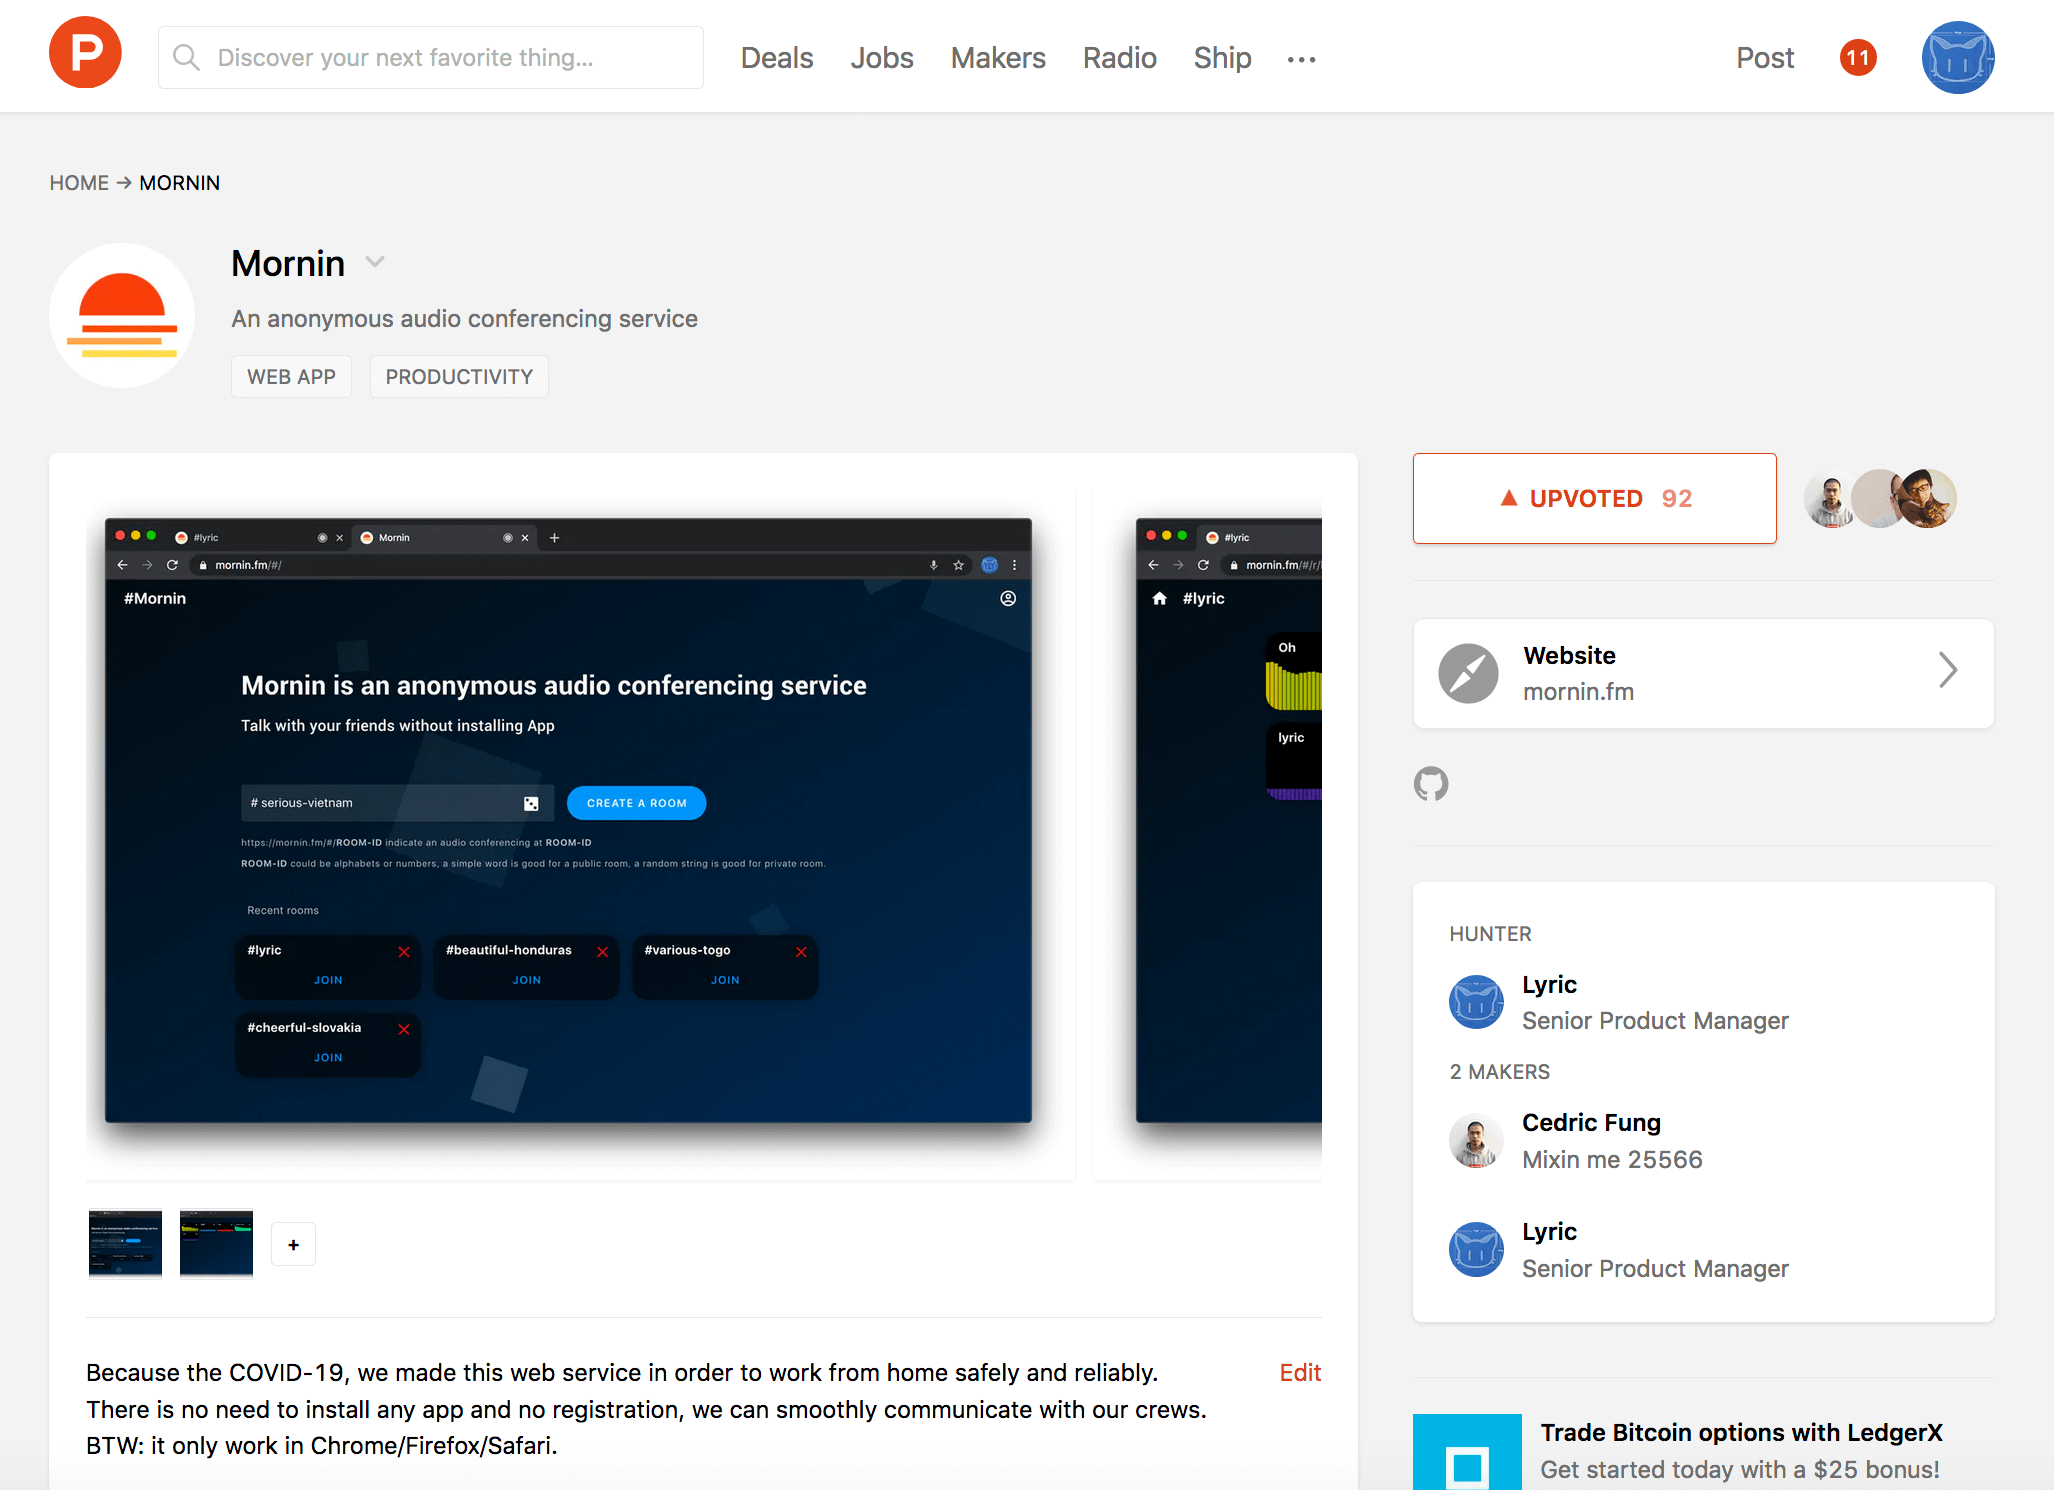 P
Discover your next favorite thing...
Deals Jobs Makers Radio Ship ...
Post 11
HOME → MORNIN
Mornin
An anonymous audio conferencing service
WEB APP PRODUCTIVITY
#lyric
Mornin
mornin.fm/#/
#Mornin
Mornin is an anonymous audio conferencing service
Talk with your friends without installing App
# serious-vietnam
CREATE A ROOM
https://mornin.fm/#/ROOM-ID indicate an audio conferencing at ROOM-ID
ROOM-ID could be alphabets or numbers, a simple word is good for a public room, a random string is good for private room.
Recent rooms
#lyric
JOIN
#beautiful-honduras
JOIN
#various-togo
JOIN
#cheerful-slovakia
JOIN
#lyric
mornin.fm/#/r/
#lyric
Oh
lyric
+
Because the COVID-19, we made this web service in order to work from home safely and reliably.
There is no need to install any app and no registration, we can smoothly communicate with our crews.
BTW: it only work in Chrome/Firefox/Safari.
Edit
▲ UPVOTED 92
Website
mornin.fm
HUNTER
Lyric
Senior Product Manager
2 MAKERS
Cedric Fung
Mixin me 25566
Lyric
Senior Product Manager
Trade Bitcoin options with LedgerX
Get started today with a $25 bonus!